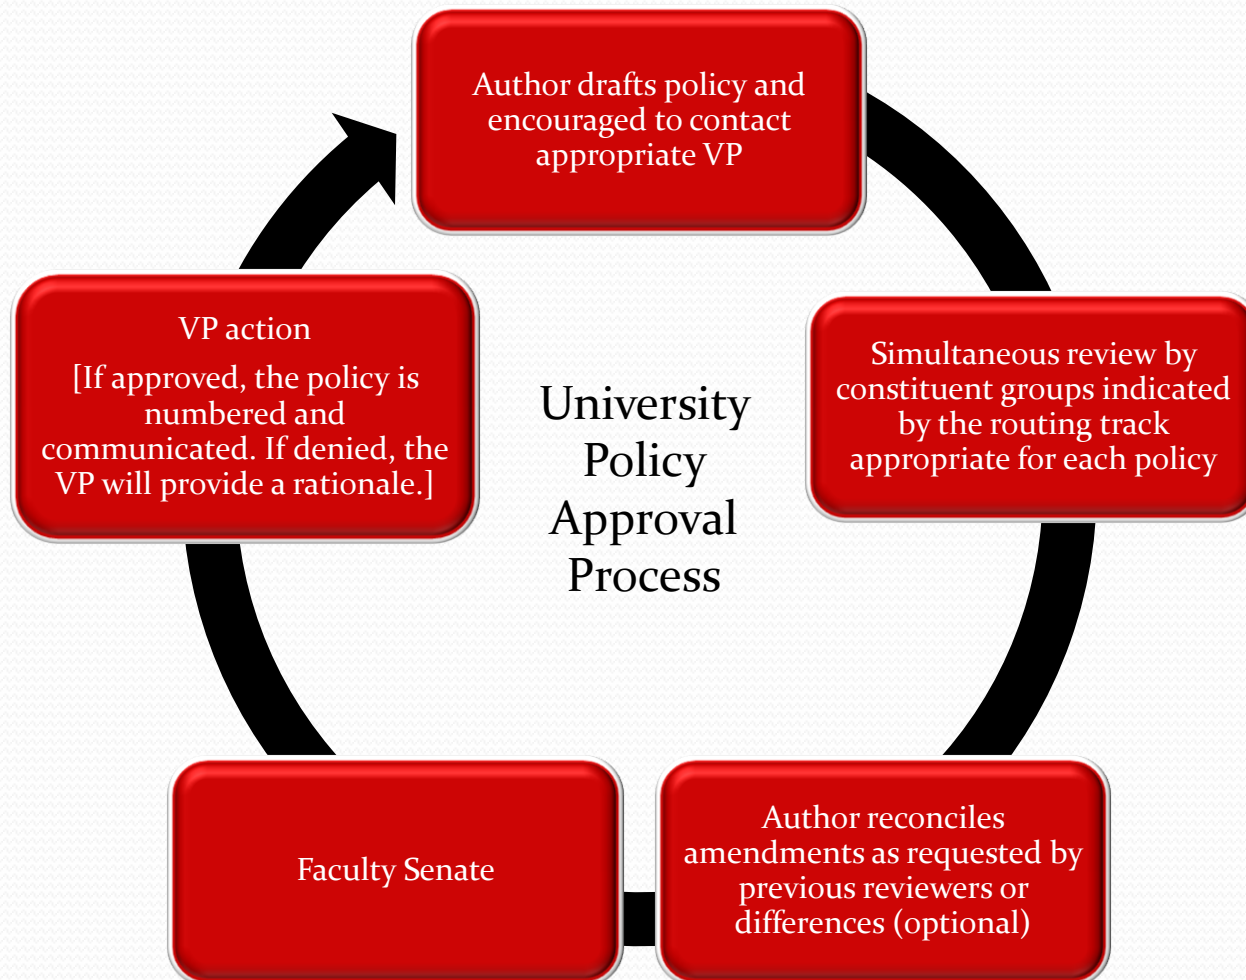 Author drafts policy and
encouraged to contact
appropriate VP
Simultaneous review by
constituent groups indicated
by the routing track
appropriate for each policy
Author reconciles
amendments as requested by
previous reviewers or
differences (optional)
Faculty Senate
VP action
[If approved, the policy is
numbered and
communicated. If denied, the
VP will provide a rationale.]
University
Policy
Approval
Process